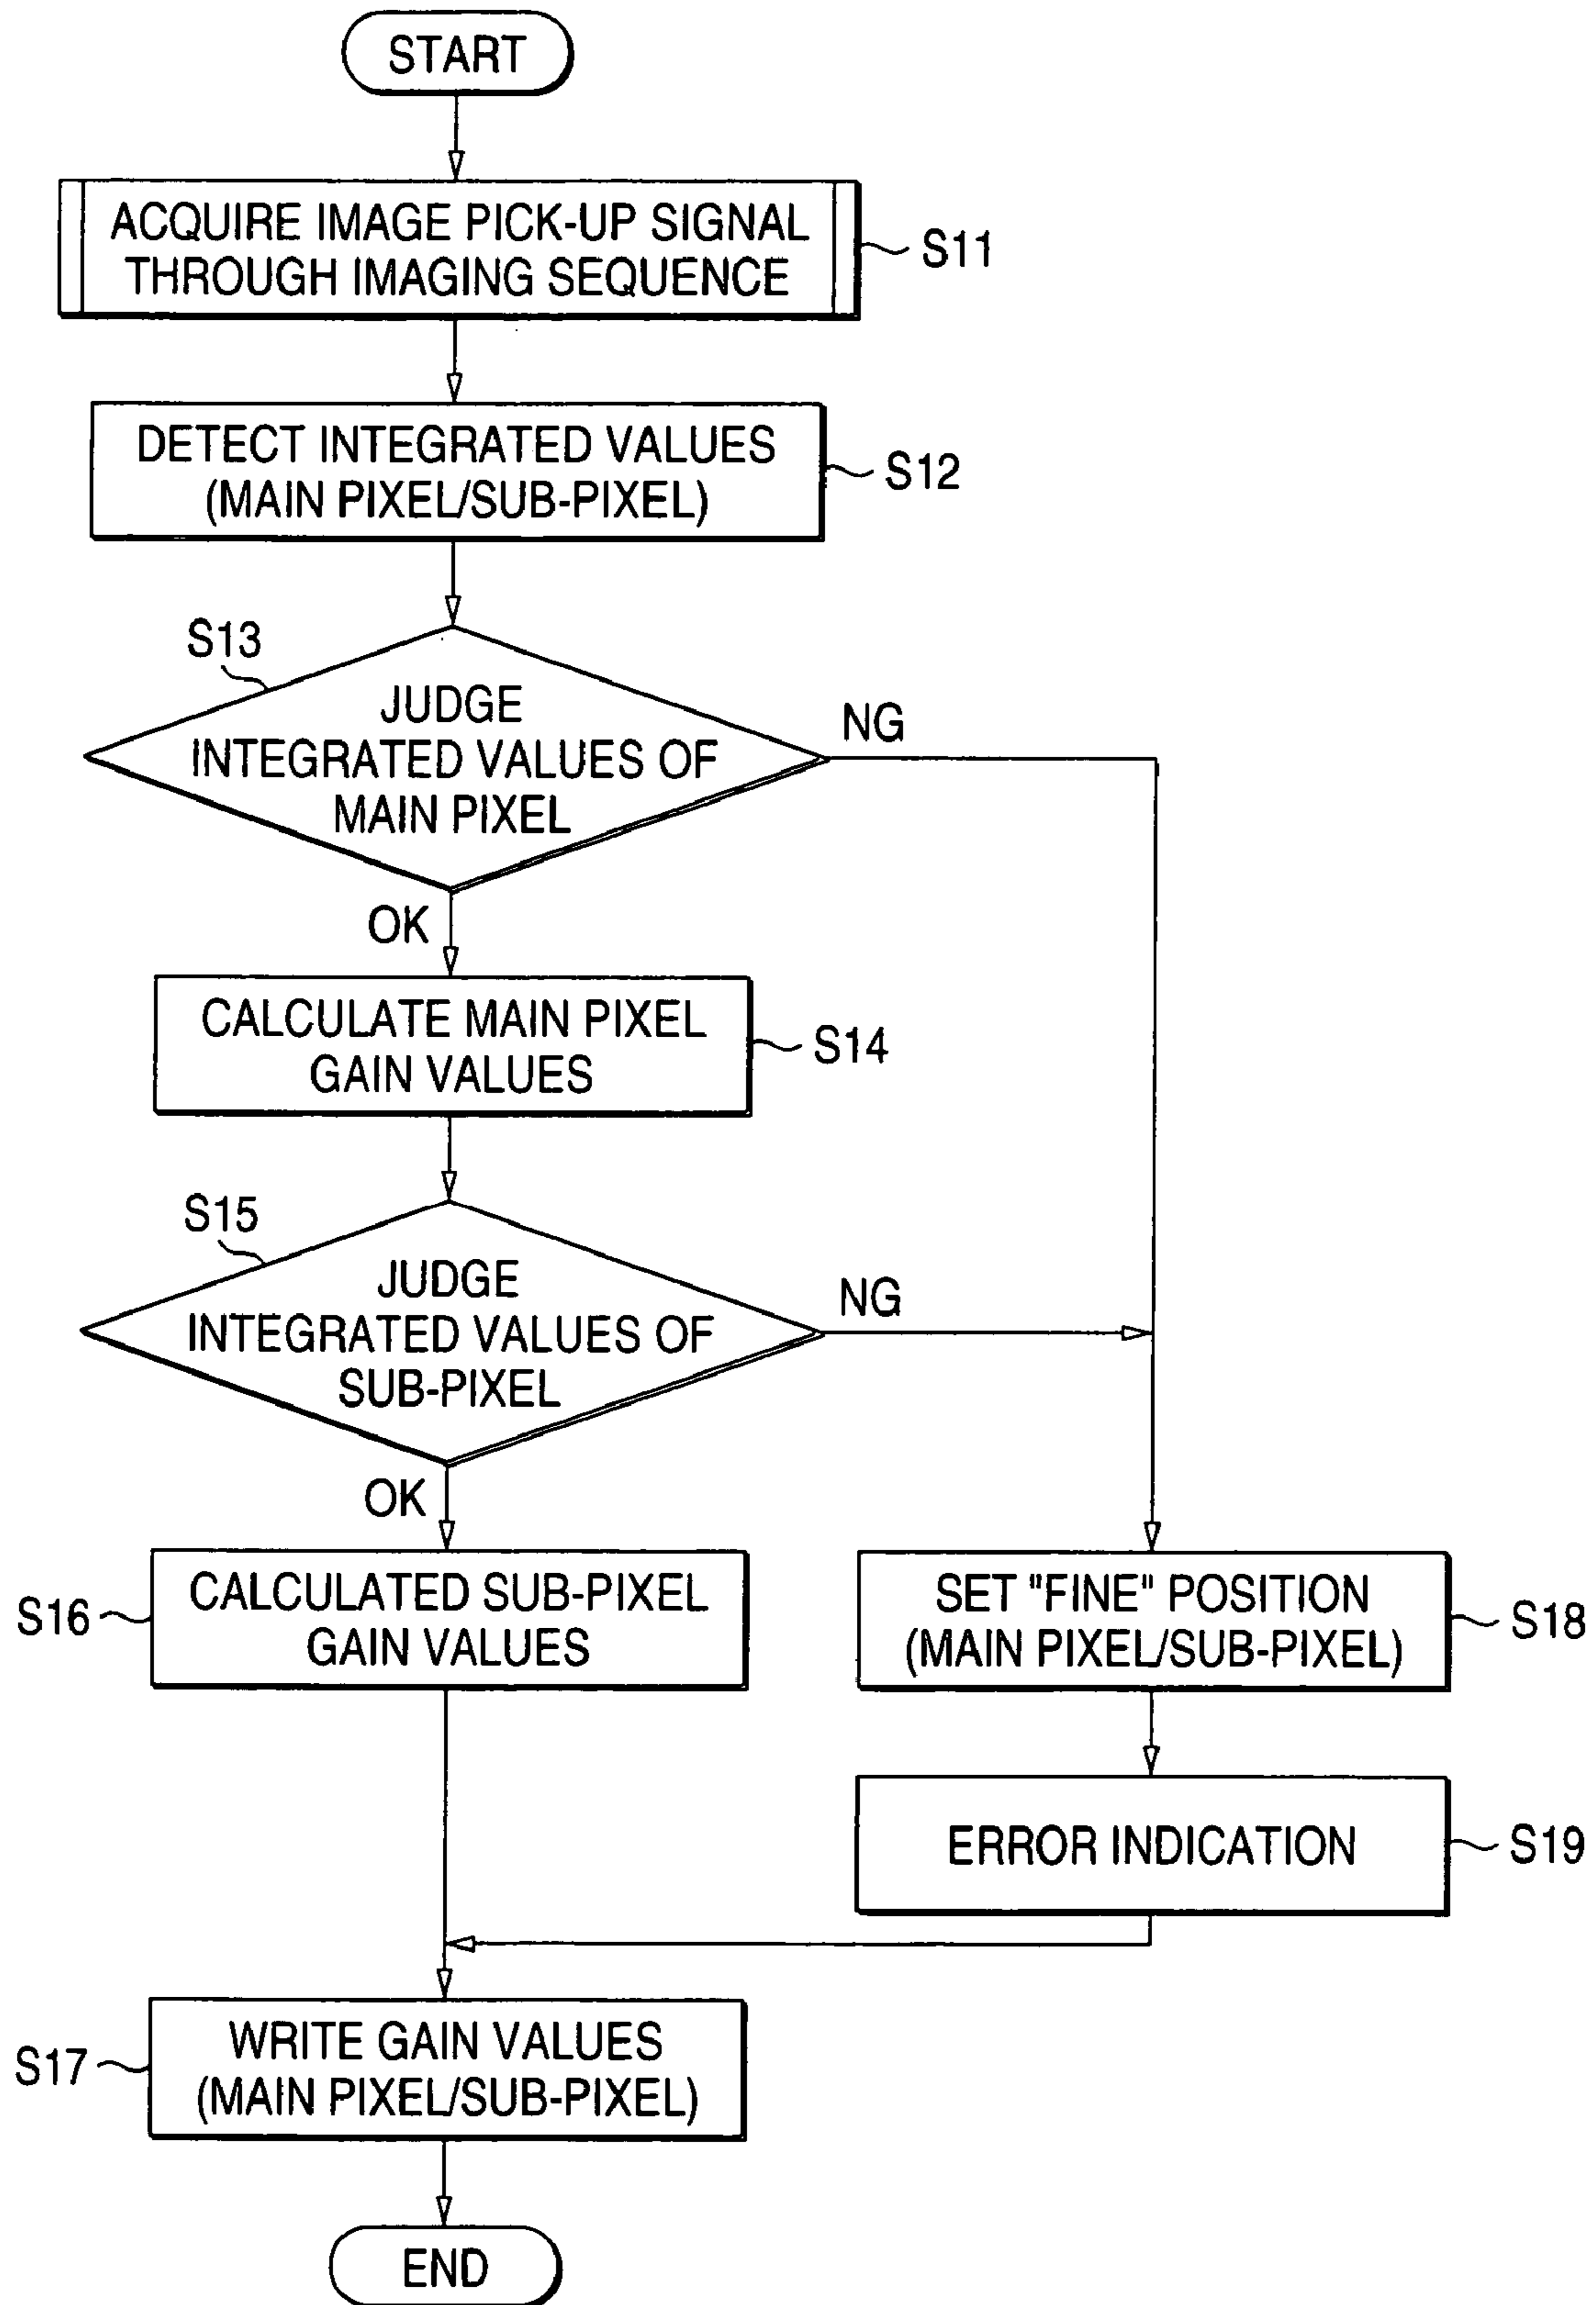 START
ACQUIRE IMAGE PICK-UP SIGNAL
THROUGH IMAGING SEQUENCE
S11
DETECT INTEGRATED VALUES
(MAIN PIXEL/SUB-PIXEL)
S12
S13
JUDGE
INTEGRATED VALUES OF
MAIN PIXEL
NG
OK
CALCULATE MAIN PIXEL
GAIN VALUES
S14
S15
JUDGE
INTEGRATED VALUES OF
SUB-PIXEL
NG
OK
S16
CALCULATED SUB-PIXEL
GAIN VALUES
SET "FINE" POSITION
(MAIN PIXEL/SUB-PIXEL)
S18
ERROR INDICATION
S19
S17
WRITE GAIN VALUES
(MAIN PIXEL/SUB-PIXEL)
END